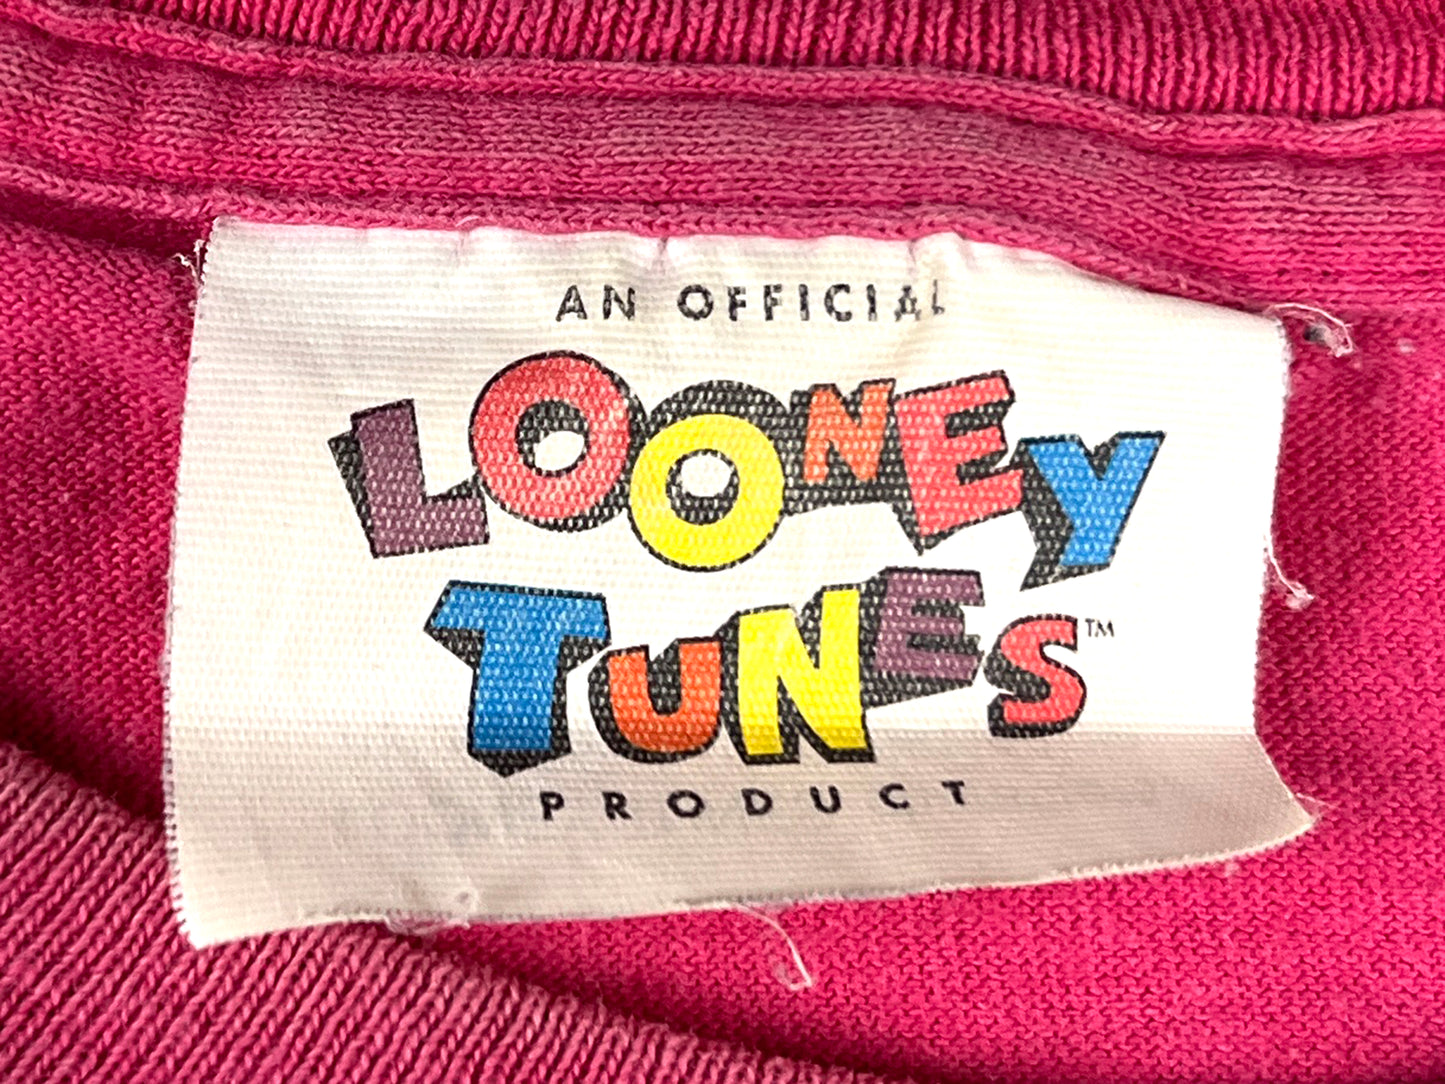 AN OFFICIAL
LOONEY
TUNES™
PRODUCT